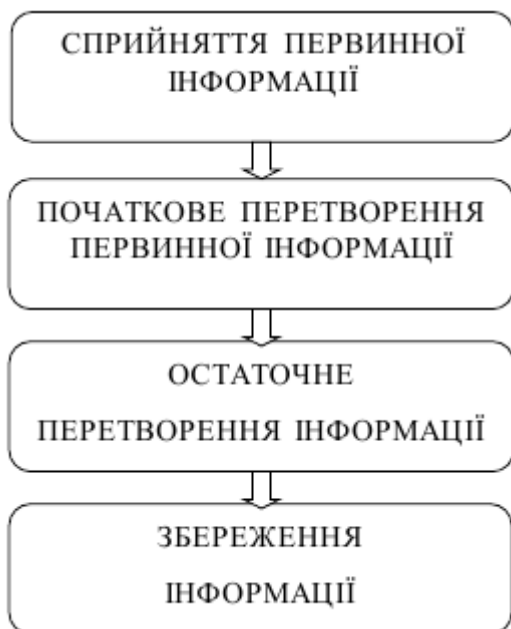 СПРИЙНЯТТЯ ПЕРВИННОЇ
ІНФОРМАЦІЇ
ПОЧАТКОВЕ ПЕРЕТВОРЕННЯ
ПЕРВИННОЇ ІНФОРМАЦІЇ
ОСТАТОЧНЕ
ПЕРЕТВОРЕННЯ ІНФОРМАЦІЇ
ЗБЕРЕЖЕННЯ
ІНФОРМАЦІЇ